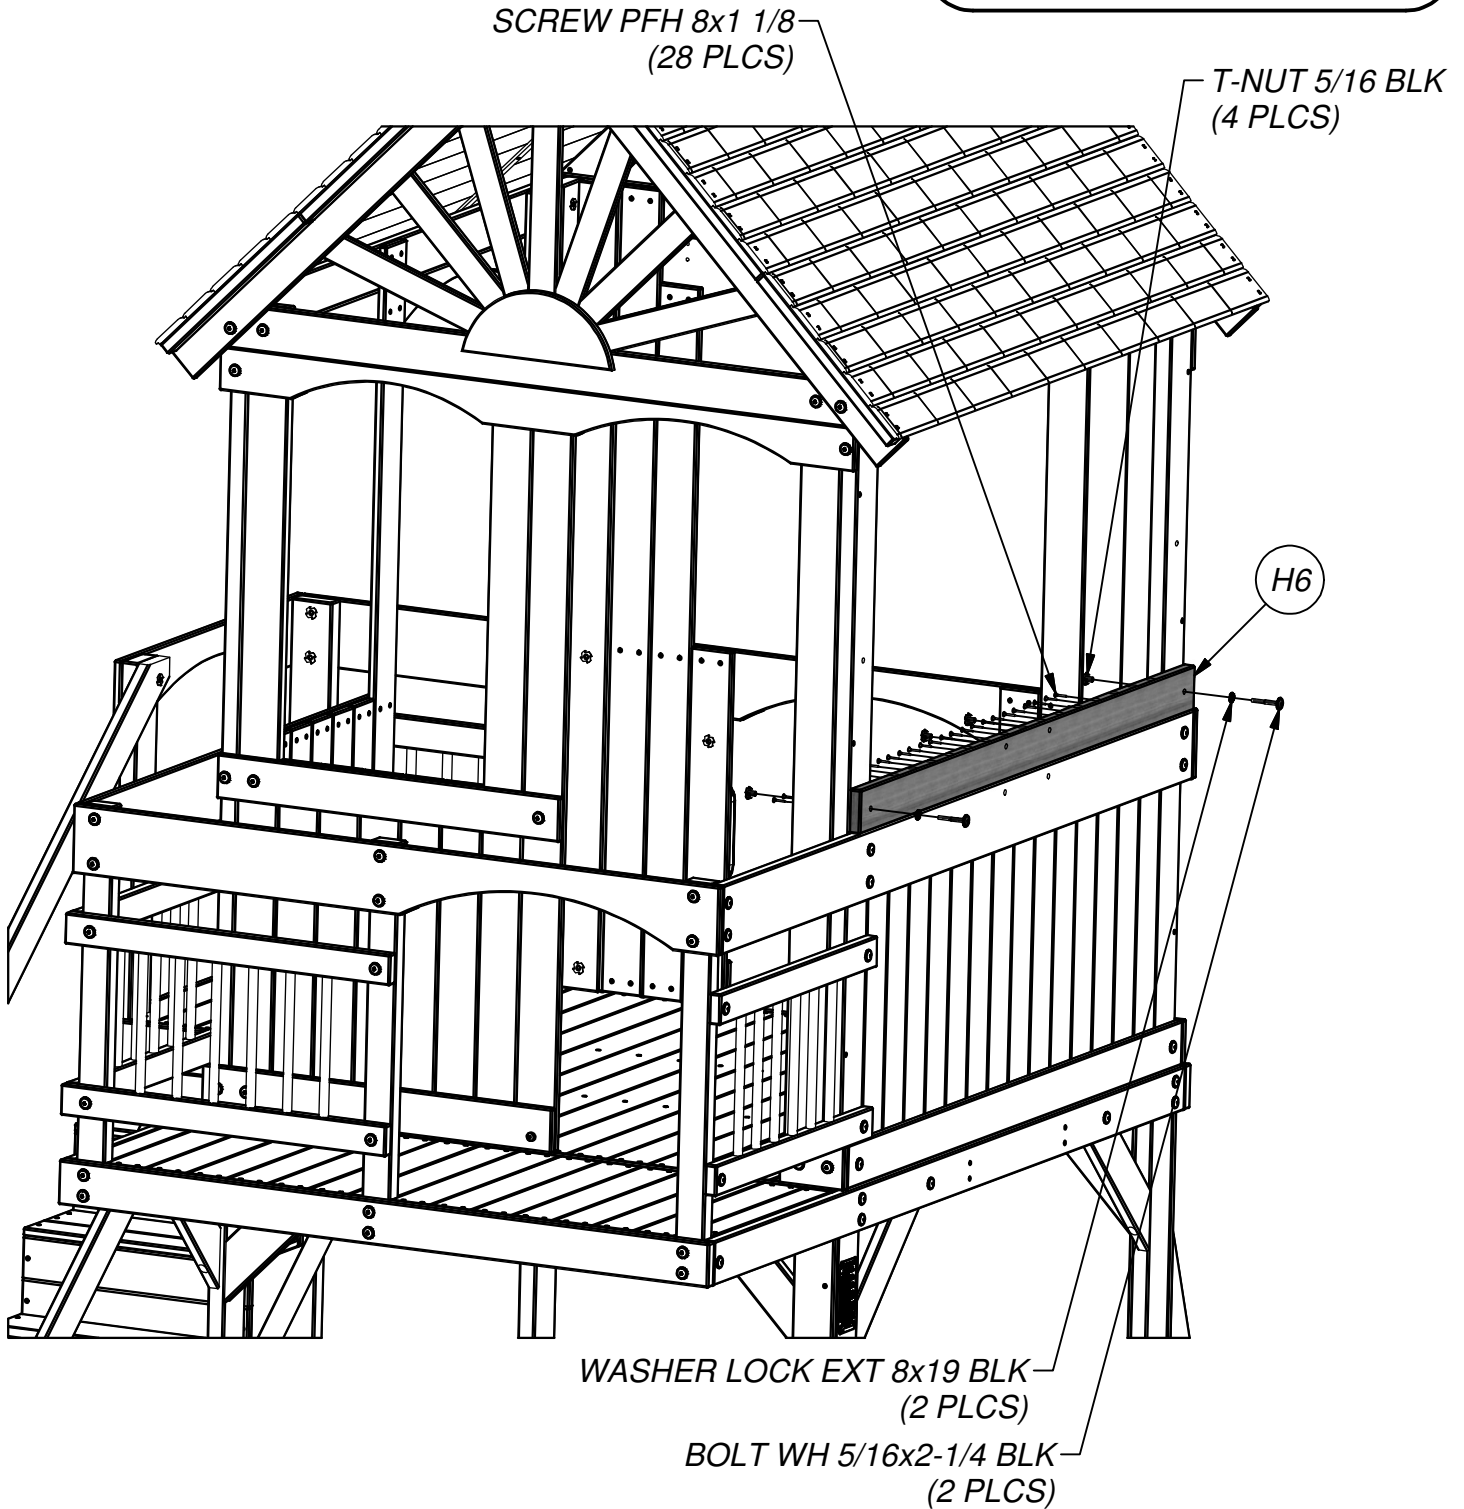 SCREW PFH 8x1 1/8
(28 PLCS)
T-NUT 5/16 BLK
(4 PLCS)
H6
WASHER LOCK EXT 8x19 BLK
(2 PLCS)
BOLT WH 5/16x2-1/4 BLK
(2 PLCS)